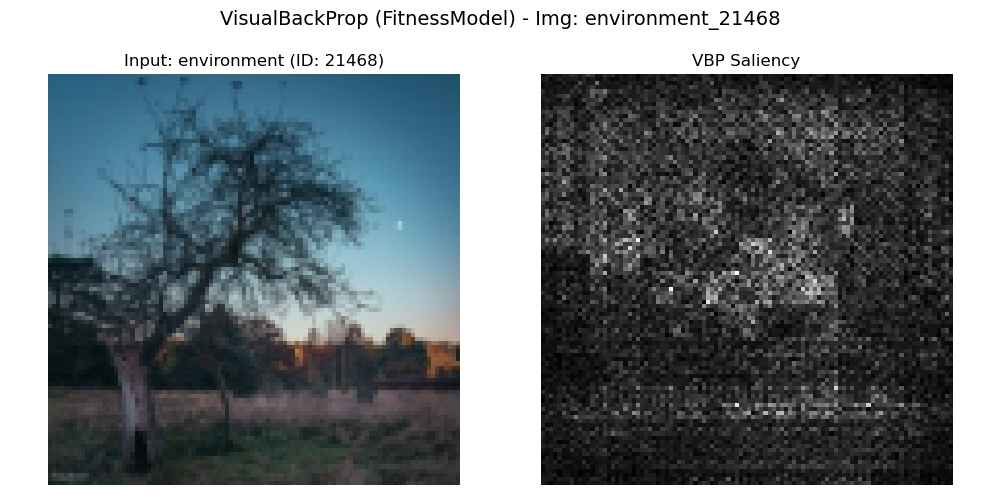 VisualBackProp (FitnessModel) - Img: environment_21468
Input: environment (ID: 21468)
VBP Saliency